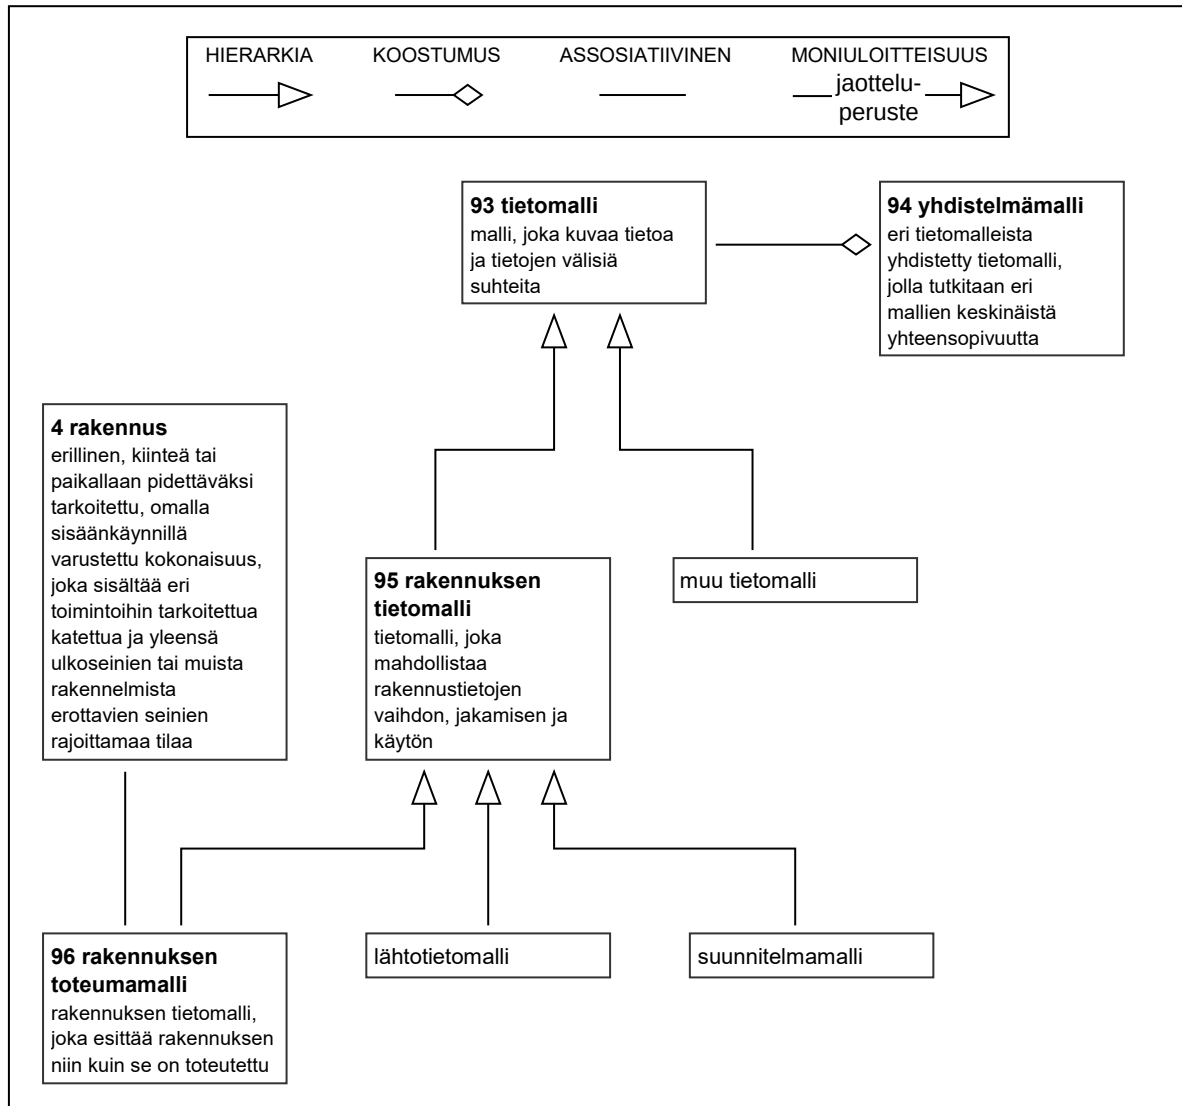 HIERARKIA
KOOSTUMUS
ASSOSIATIIVINEN
MONIULOITTEISUUS
jaottelu-
peruste
93 tietomalli
malli, joka kuvaa tietoa
ja tietojen välisiä
suhteita
94 yhdistelmämalli
eri tietomalleista
yhdistetty tietomalli,
jolla tutkitaan eri
mallien keskinäistä
yhteensopivuutta
4 rakennus
erillinen, kiinteä tai
paikallaan pidettäväksi
tarkoitettu, omalla
sisäänkäynnillä
varustettu kokonaisuus,
joka sisältää eri
toimintoihin tarkoitettua
katettua ja yleensä
ulkoseinien tai muista
rakennelmista
erottavien seinien
rajoittamaa tilaa
95 rakennuksen
tietomalli
tietomalli, joka
mahdollistaa
rakennustietojen
vaihdon, jakamisen ja
käytön
muu tietomalli
96 rakennuksen
toteumamalli
rakennuksen tietomalli,
joka esittää rakennuksen
niin kuin se on toteutettu
lähtotietomalli
suunnitelmamalli